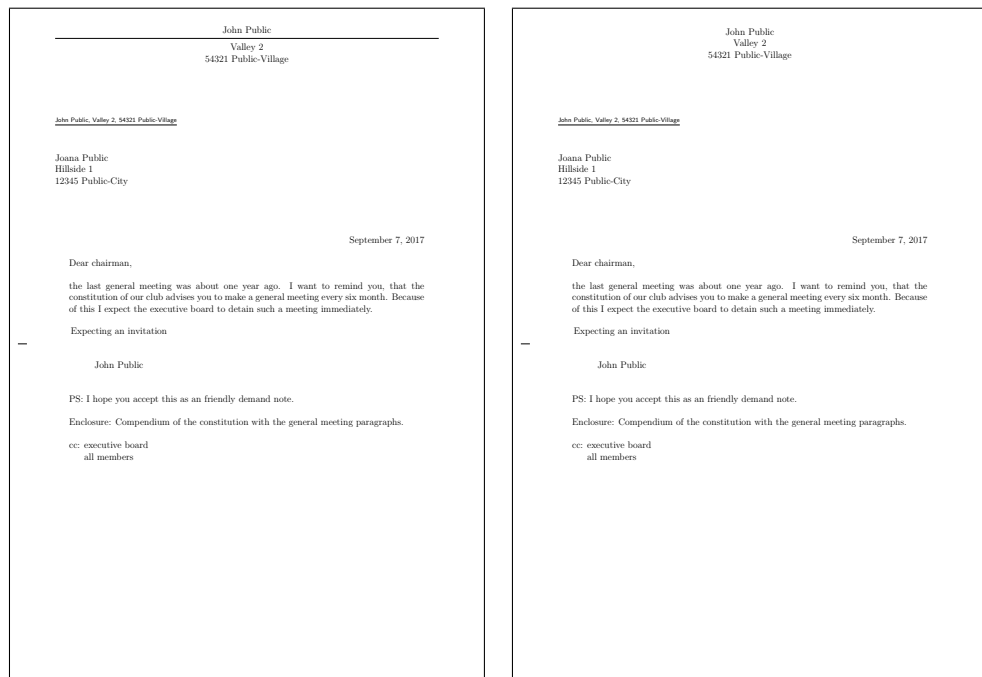 John Public
Valley 2
54321 Public-Village
John Public, Valley 2, 54321 Public-Village
Joana Public
Hillside 1
12345 Public-City
September 7, 2017
Dear chairman,
the last general meeting was about one year ago. I want to remind you, that the
constitution of our club advises you to make a general meeting every six month. Because
of this I expect the executive board to detain such a meeting immediately.
Expecting an invitation
John Public
PS: I hope you accept this as an friendly demand note.
Enclosure: Compendium of the constitution with the general meeting paragraphs.
cc: executive board
all members
John Public
Valley 2
54321 Public-Village
John Public, Valley 2, 54321 Public-Village
Joana Public
Hillside 1
12345 Public-City
September 7, 2017
Dear chairman,
the last general meeting was about one year ago. I want to remind you, that the
constitution of our club advises you to make a general meeting every six month. Because
of this I expect the executive board to detain such a meeting immediately.
Expecting an invitation
John Public
PS: I hope you accept this as an friendly demand note.
Enclosure: Compendium of the constitution with the general meeting paragraphs.
cc: executive board
all members